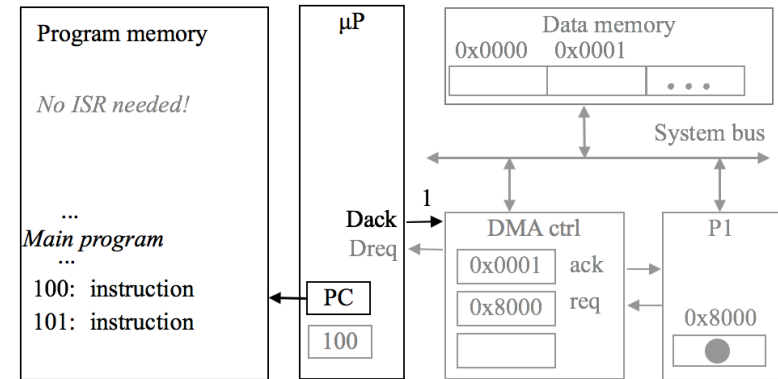 Program memory
No ISR needed!
...
Main program
...
100: instruction
101: instruction
μP
Dack
Dreq
PC
100
1
Data memory
0x0000 0x0001
...
System bus
DMA ctrl
0x0001 ack
0x8000 req
P1
0x8000